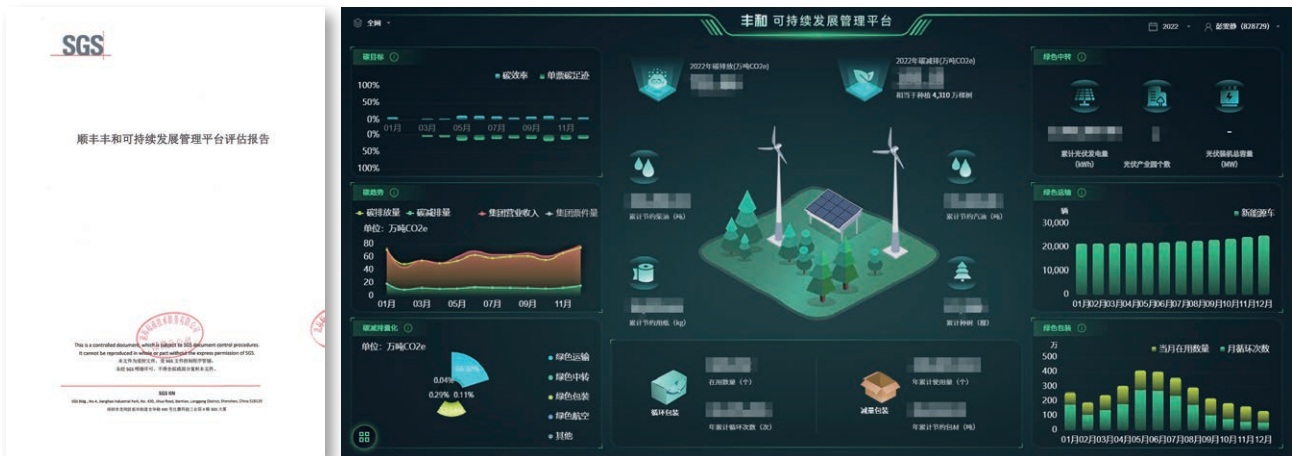 SGS
顺丰丰和可持续发展管理平台评估报告
This is a controlled document, which is subject to SGS document control procedures.
It cannot be reproduced in whole or part without the express permission of SGS.
SGS KN
全网
丰和 可持续发展管理平台
2022
(828729)
碳目标
碳效率 单票碳足迹
100%
50%
0%
01月 03月 05月 07月 09月 11月
0%
50%
100%
碳趋势
碳排放量 碳减排量 集团营业收入 集团票件量
单位：万吨CO2e
80
60
40
20
0
01月 03月 05月 07月 09月 11月
碳减排量化
单位：万吨CO2e
0.04%
0.29% 0.11%
绿色运输
绿色中转
绿色包装
绿色航空
其他
2022年碳排放(万吨CO2e)
2022年碳减排(万吨CO2e)
相当于种植 4,310 万棵树
累计节约柴油（吨）
累计节约汽油（吨）
累计节约用纸（kg）
累计种树（棵）
循环包装
在用数量（个）
年累计循环次数（次）
减量包装
年累计使用量（个）
年累计节约包材（吨）
绿色中转
-
累计光伏发电量
(kWh)
光伏产业园个数
光伏装机总容量
(MW)
绿色运输
辆
新能源车
30,000
20,000
10,000
0
01月02月03月04月05月06月07月08月09月10月11月12月
绿色包装
万
当月在用数量 月循环次数
500
400
300
200
100
0
01月02月03月04月05月06月07月08月09月10月11月12月